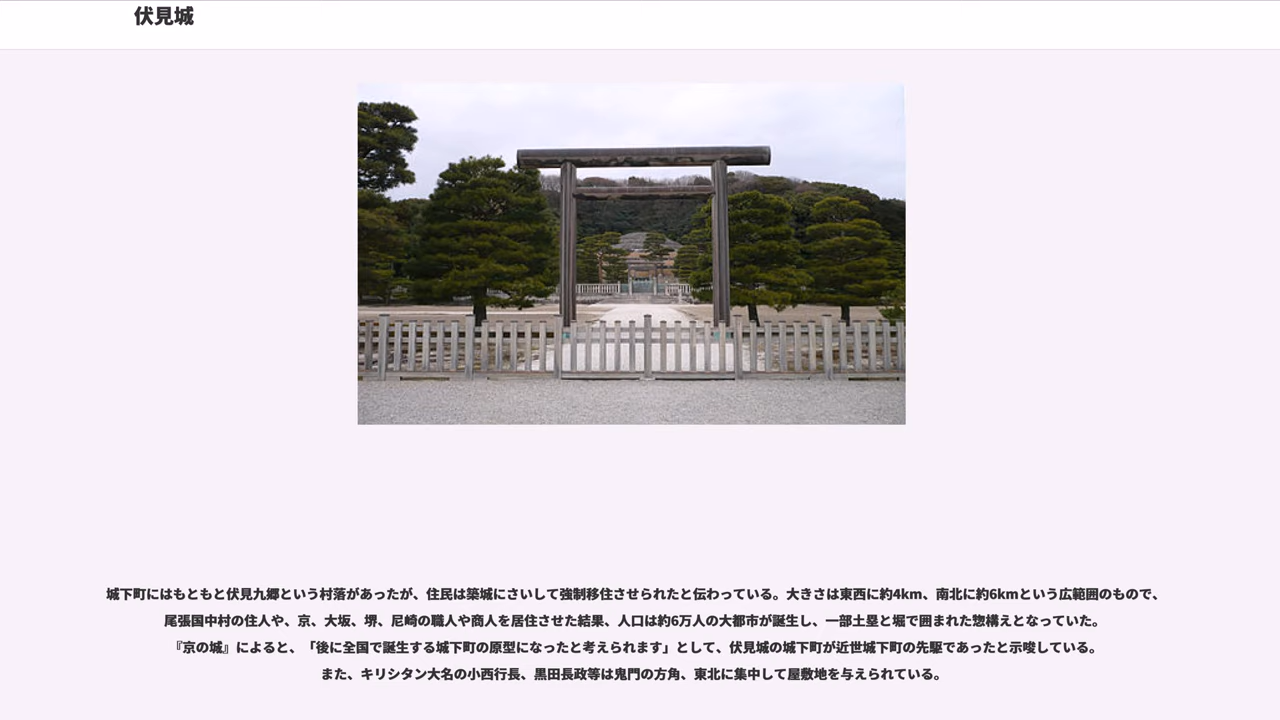 伏見城
城下町にはもともと伏見九郷という村落があったが、住民は築城にさいして強制移住させられたと伝わっている。大きさは東西に約4km、南北に約6kmという広範囲のもので、
尾張国中村の住人や、京、大坂、堺、尼崎の職人や商人を居住させた結果、人口は約6万人の大都市が誕生し、一部土塁と堀で囲まれた惣構えとなっていた。
『京の城』によると、「後に全国で誕生する城下町の原型になったと考えられます」として、伏見城の城下町が近世城下町の先駆であったと示唆している。
また、キリシタン大名の小西行長、黒田長政等は鬼門の方角、東北に集中して屋敷地を与えられている。